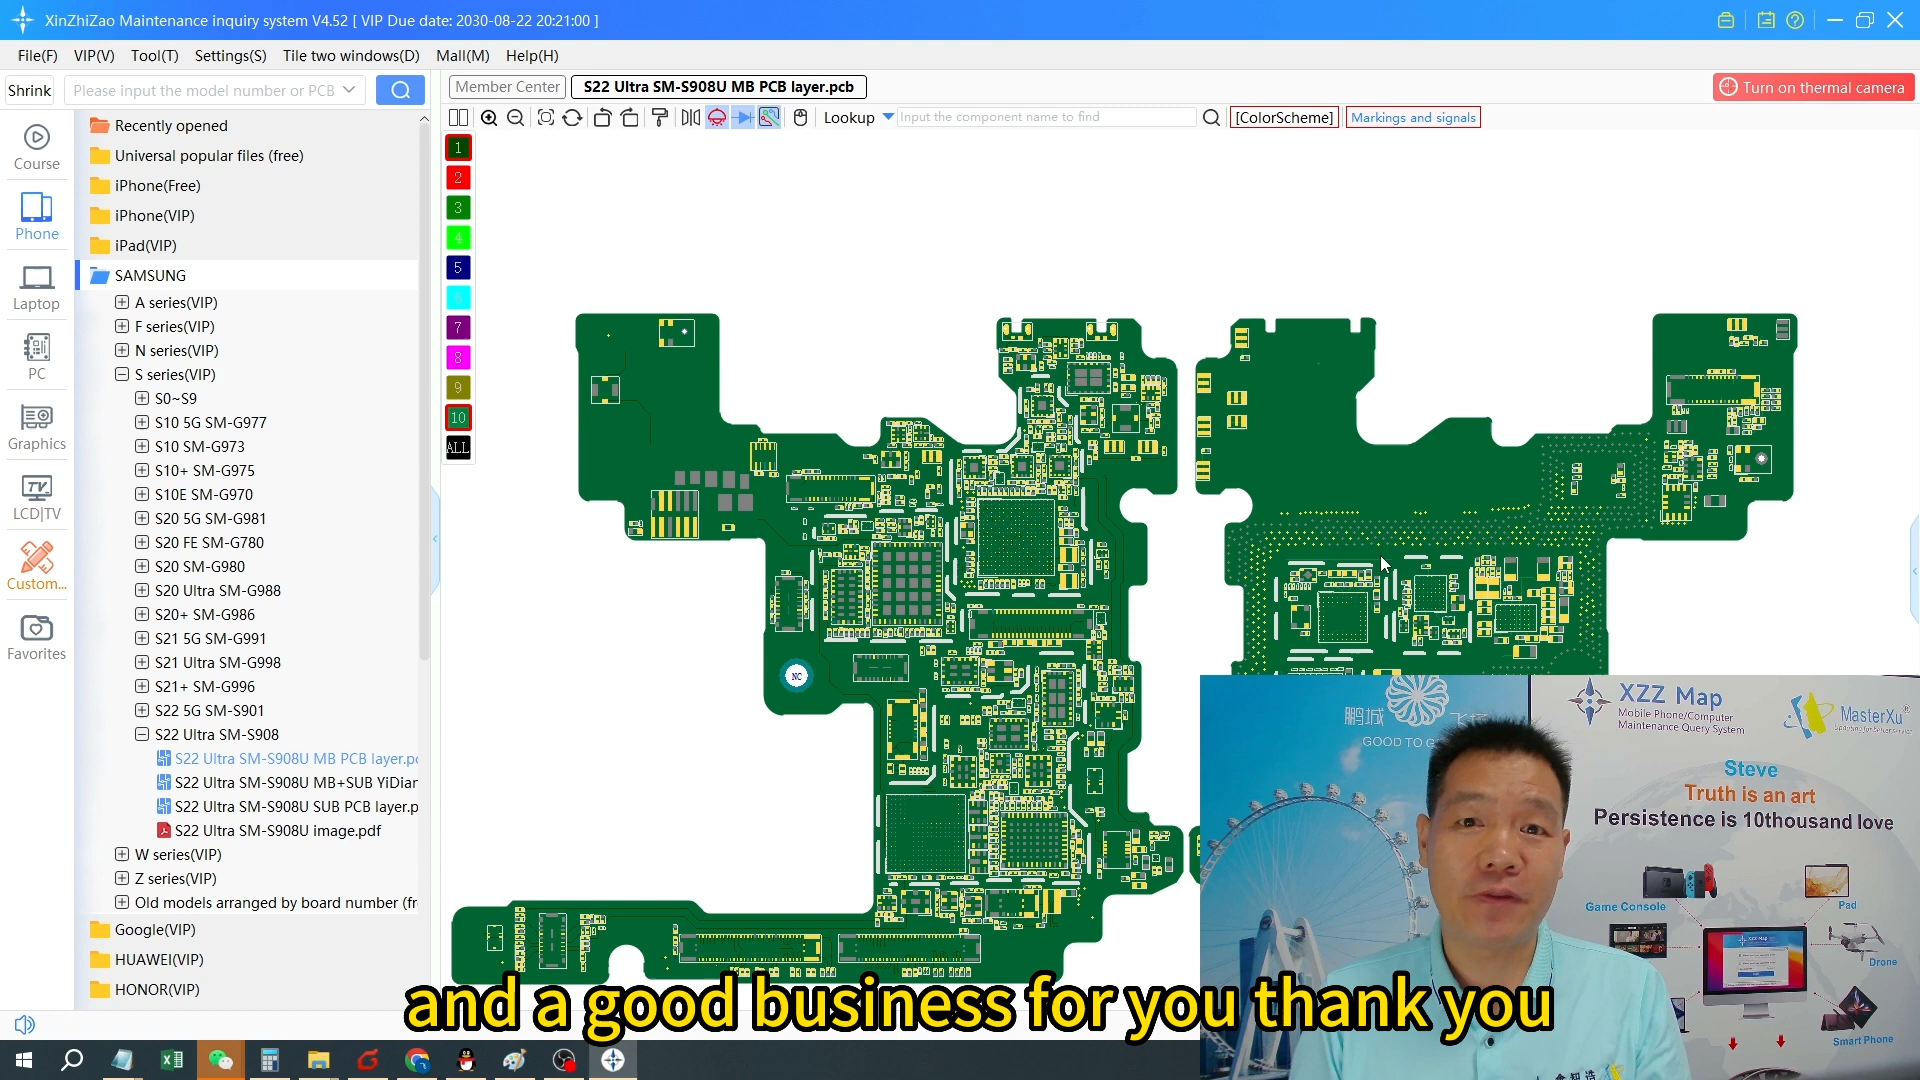 XinZhiZao Maintenance inquiry system V4.52 [ VIP Due date: 2030-08-22 20:21:00 ]
File(F) VIP(V) Tool(T) Settings(S) Tile two windows(D) Mall(M) Help(H)
Shrink Please input the model number or PCB
Member Center S22 Ultra SM-S908U MB PCB layer.pcb
Turn on thermal camera
Lookup Input the component name to find [ColorScheme] Markings and signals
Course
Phone
Laptop
PC
Graphics
LCD|TV
Custom...
Favorites
Recently opened
Universal popular files (free)
iPhone(Free)
iPhone(VIP)
iPad(VIP)
SAMSUNG
A series(VIP)
F series(VIP)
N series(VIP)
S series(VIP)
S0~S9
S10 5G SM-G977
S10 SM-G973
S10+ SM-G975
S10E SM-G970
S20 5G SM-G981
S20 FE SM-G780
S20 SM-G980
S20 Ultra SM-G988
S20+ SM-G986
S21 5G SM-G991
S21 Ultra SM-G998
S21+ SM-G996
S22 5G SM-S901
S22 Ultra SM-S908
S22 Ultra SM-S908U MB PCB layer.pc
S22 Ultra SM-S908U MB+SUB YiDian
S22 Ultra SM-S908U SUB PCB layer.p
S22 Ultra SM-S908U image.pdf
W series(VIP)
Z series(VIP)
Old models arranged by board number (fr
Google(VIP)
HUAWEI(VIP)
HONOR(VIP)
1
2
3
4
5
6
7
8
9
10
ALL
NC
鹏城
GOOD TO G
XZZ Map
Mobile Phone/Computer
Maintenance Query System
MasterXu®
Steve
Truth is an art
Persistence is 10thousand love
Game Console
Pad
Drone
Smart Phone
XZZ Map
and a good business for you thank you